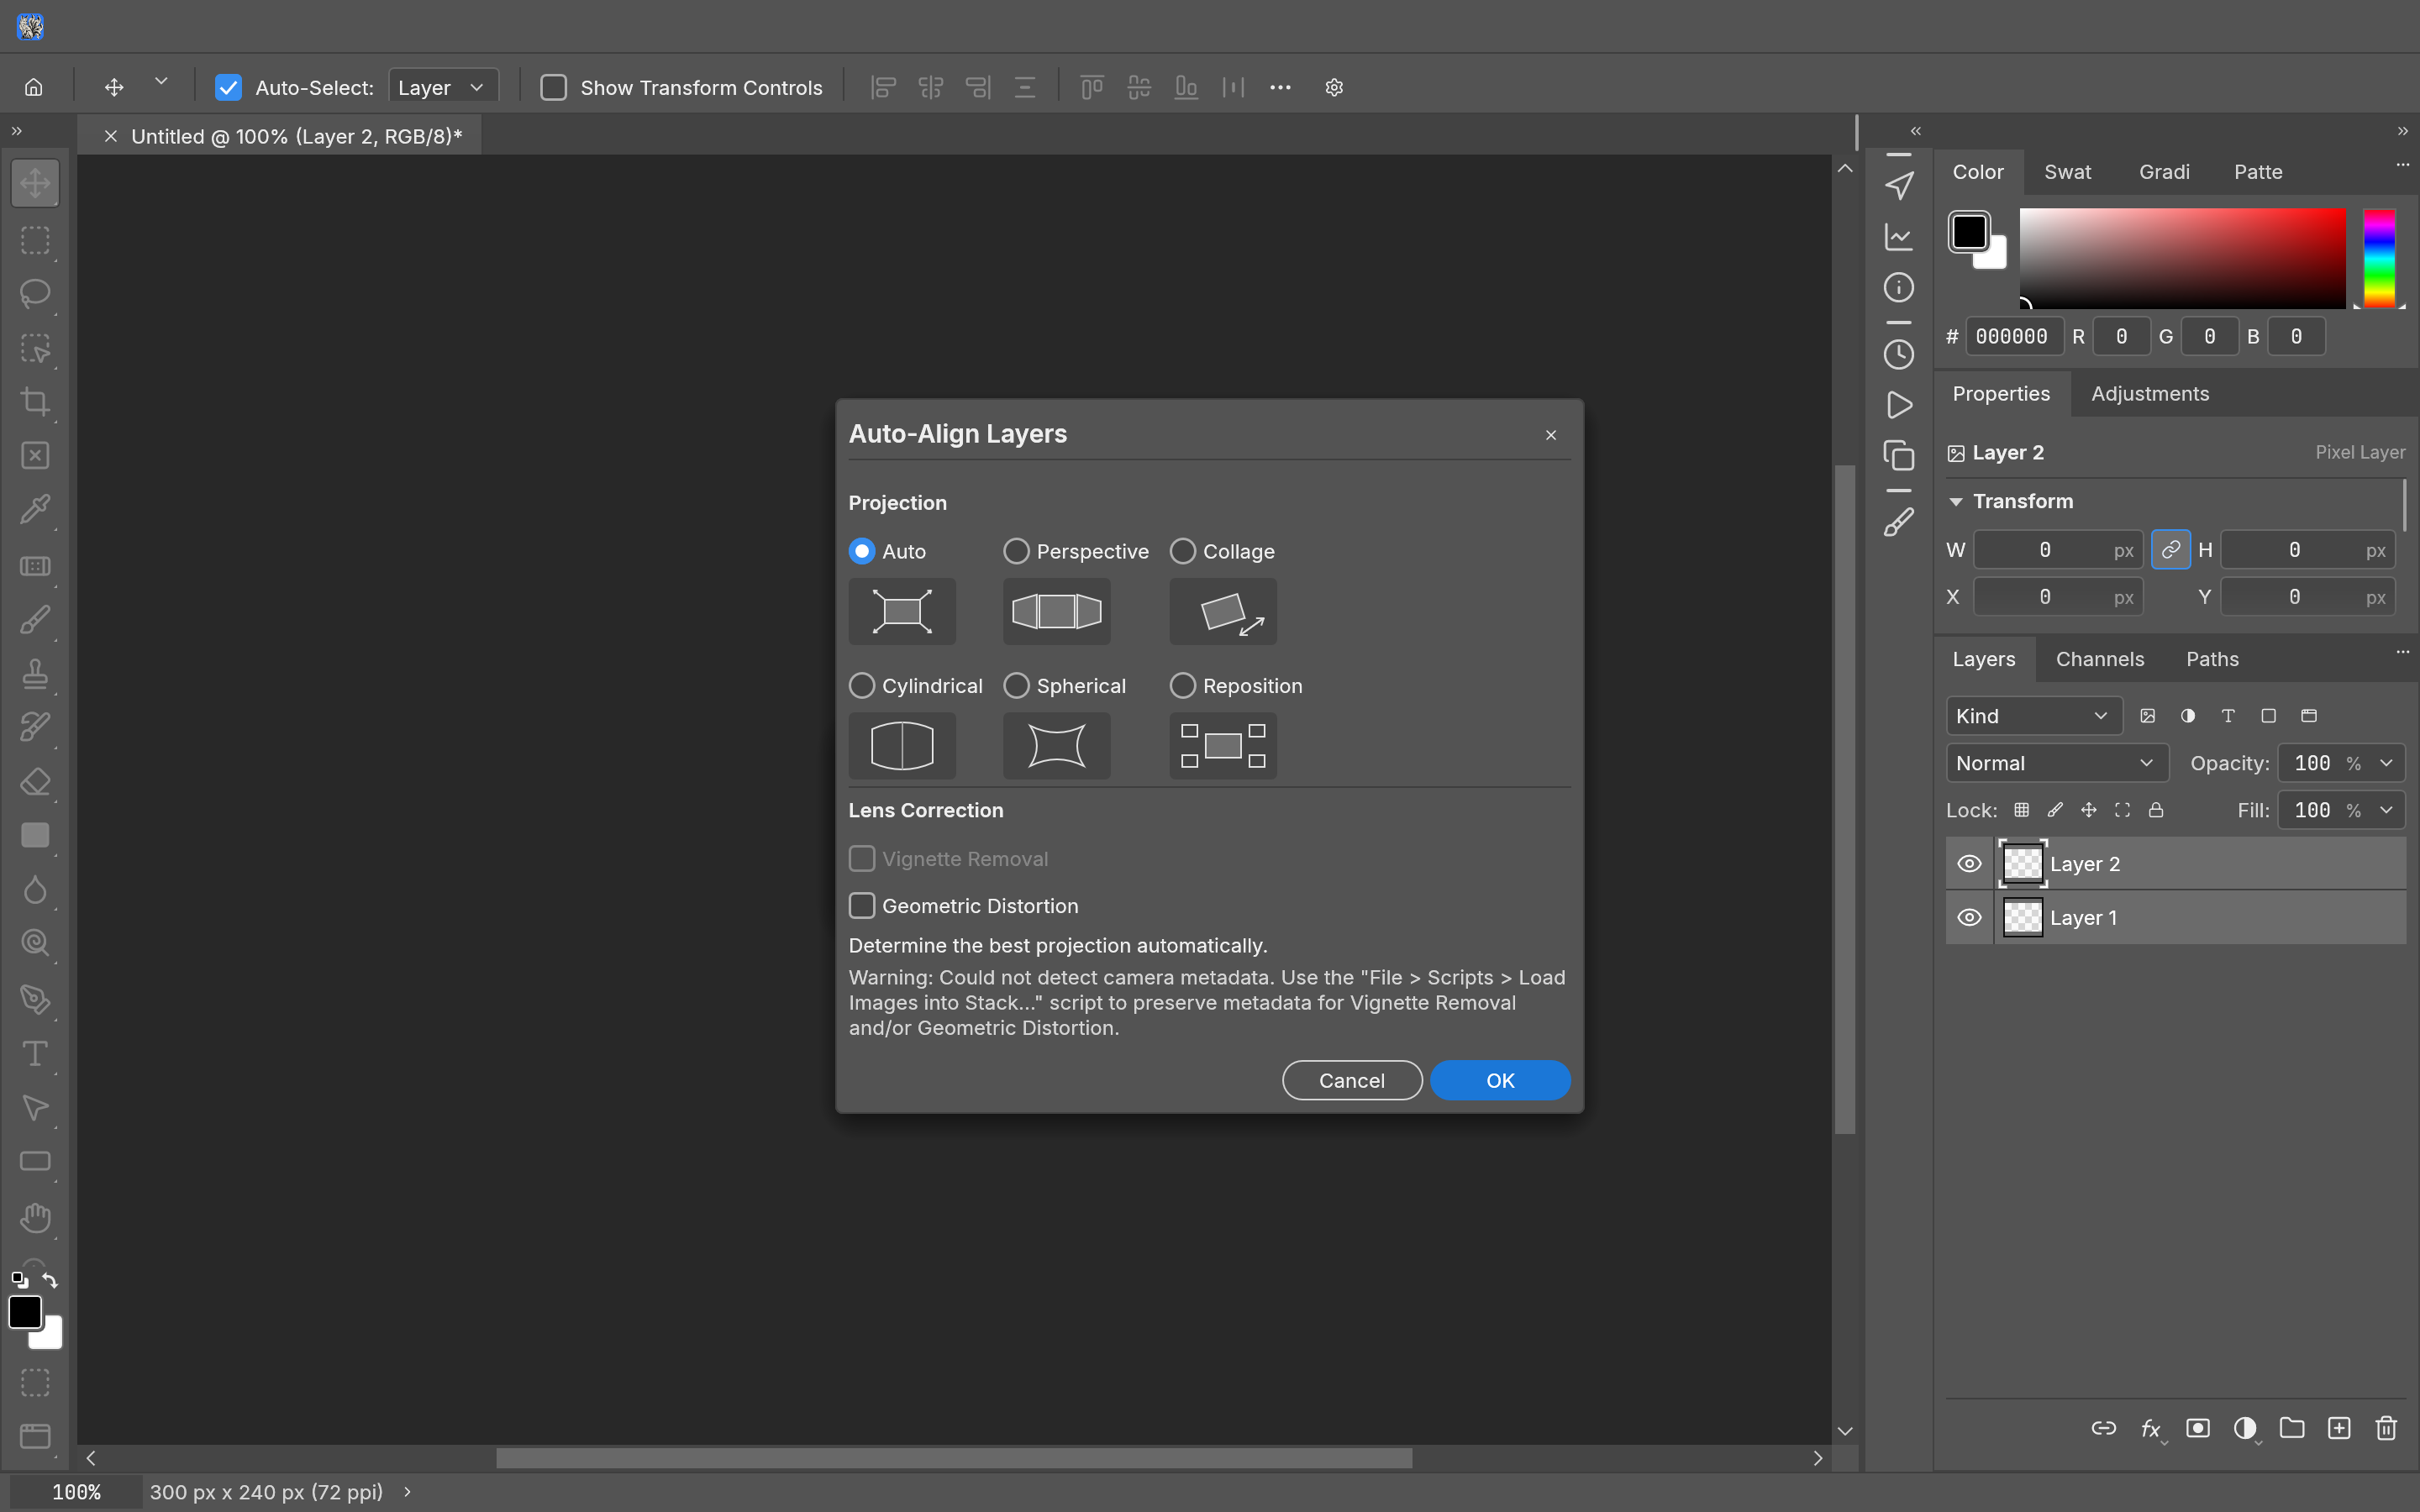 Auto-Select: Layer Show Transform Controls
Untitled @ 100% (Layer 2, RGB/8)*
Color Swat Gradi Patte
# 000000 R 0 G 0 B 0
Properties Adjustments
Layer 2 Pixel Layer
Transform
W 0 px H 0 px
X 0 px Y 0 px
Layers Channels Paths
Kind
Normal Opacity: 100 %
Lock: Fill: 100 %
Layer 2
Layer 1
Auto-Align Layers
Projection
Auto Perspective Collage
Cylindrical Spherical Reposition
Lens Correction
Vignette Removal
Geometric Distortion
Determine the best projection automatically.
Warning: Could not detect camera metadata. Use the "File > Scripts > Load
Images into Stack..." script to preserve metadata for Vignette Removal
and/or Geometric Distortion.
Cancel OK
100% 300 px x 240 px (72 ppi)